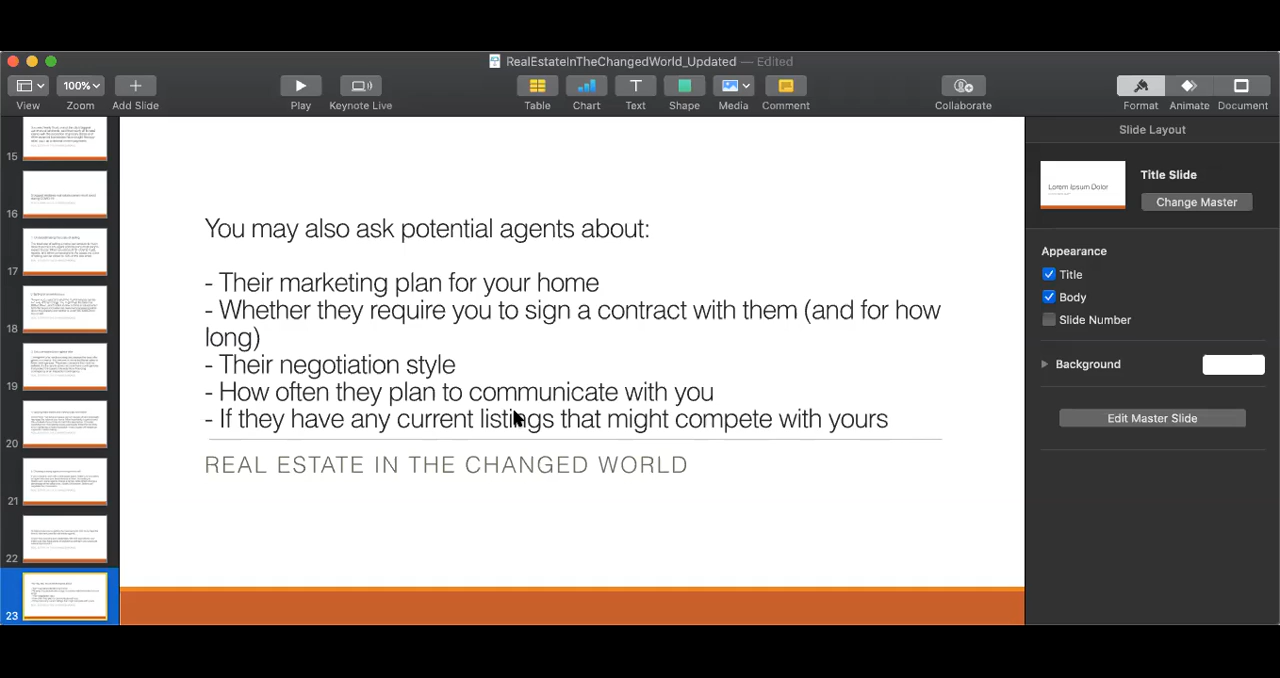 RealEstateInTheChangedWorld_Updated — Edited
100%
View
Zoom
Add Slide
Play
Keynote Live
Table
Chart
Text
Shape
Media
Comment
Collaborate
Format
Animate
Document
15
16
17
18
19
20
21
22
23
You may also ask potential agents about:
- Their marketing plan for your home
- Whether they require you to sign a contract with them (and for how
long)
- Their negotiation style
- How often they plan to communicate with you
- If they have any current listings that might compete with yours
REAL ESTATE IN THE CHANGED WORLD
Slide Layout
Lorem Ipsum Dolor
Title Slide
Change Master
Appearance
Title
Body
Slide Number
Background
Edit Master Slide